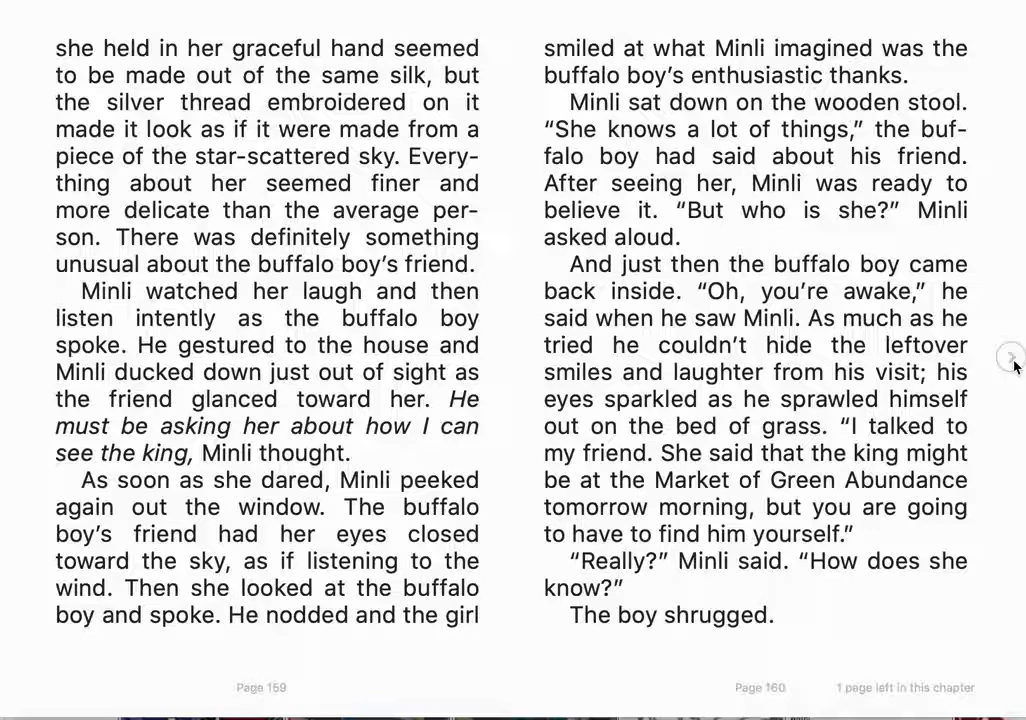 she held in her graceful hand seemed
to be made out of the same silk, but
the silver thread embroidered on it
made it look as if it were made from a
piece of the star-scattered sky. Every-
thing about her seemed finer and
more delicate than the average per-
son. There was definitely something
unusual about the buffalo boy’s friend.
Minli watched her laugh and then
listen intently as the buffalo boy
spoke. He gestured to the house and
Minli ducked down just out of sight as
the friend glanced toward her. He
must be asking her about how I can
see the king, Minli thought.
As soon as she dared, Minli peeked
again out the window. The buffalo
boy’s friend had her eyes closed
toward the sky, as if listening to the
wind. Then she looked at the buffalo
boy and spoke. He nodded and the girl
Page 159
smiled at what Minli imagined was the
buffalo boy’s enthusiastic thanks.
Minli sat down on the wooden stool.
“She knows a lot of things,” the buf-
falo boy had said about his friend.
After seeing her, Minli was ready to
believe it. “But who is she?” Minli
asked aloud.
And just then the buffalo boy came
back inside. “Oh, you’re awake,” he
said when he saw Minli. As much as he
tried he couldn’t hide the leftover
smiles and laughter from his visit; his
eyes sparkled as he sprawled himself
out on the bed of grass. “I talked to
my friend. She said that the king might
be at the Market of Green Abundance
tomorrow morning, but you are going
to have to find him yourself.”
“Really?” Minli said. “How does she
know?”
The boy shrugged.
Page 160
1 page left in this chapter